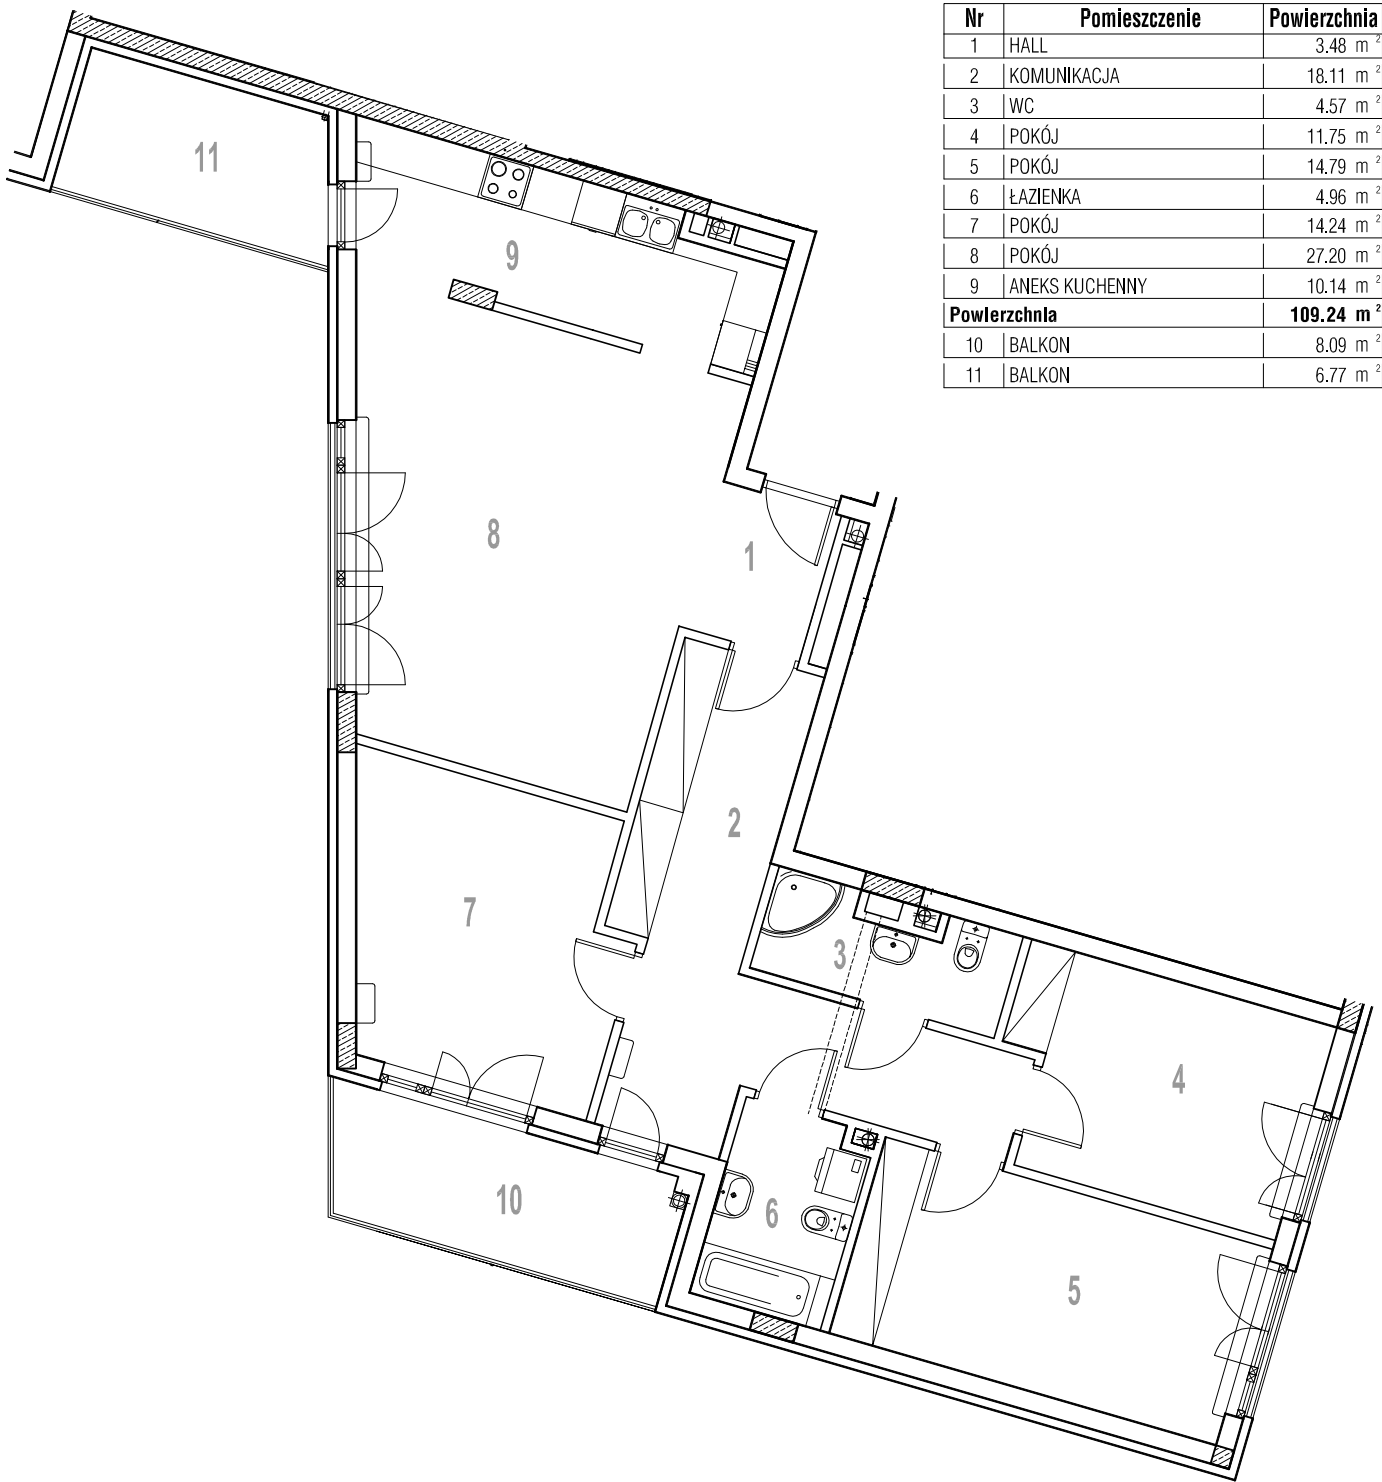 Nr Pomieszczenie Powierzchnia
1 HALL 3.48 m²
2 KOMUNIKACJA 18.11 m²
3 WC 4.57 m²
4 POKÓJ 11.75 m²
5 POKÓJ 14.79 m²
6 ŁAZIENKA 4.96 m²
7 POKÓJ 14.24 m²
8 POKÓJ 27.20 m²
9 ANEKS KUCHENNY 10.14 m²
Powierzchnia 109.24 m²
10 BALKON 8.09 m²
11 BALKON 6.77 m²
11
9
8
1
2
7
3
4
10
6
5